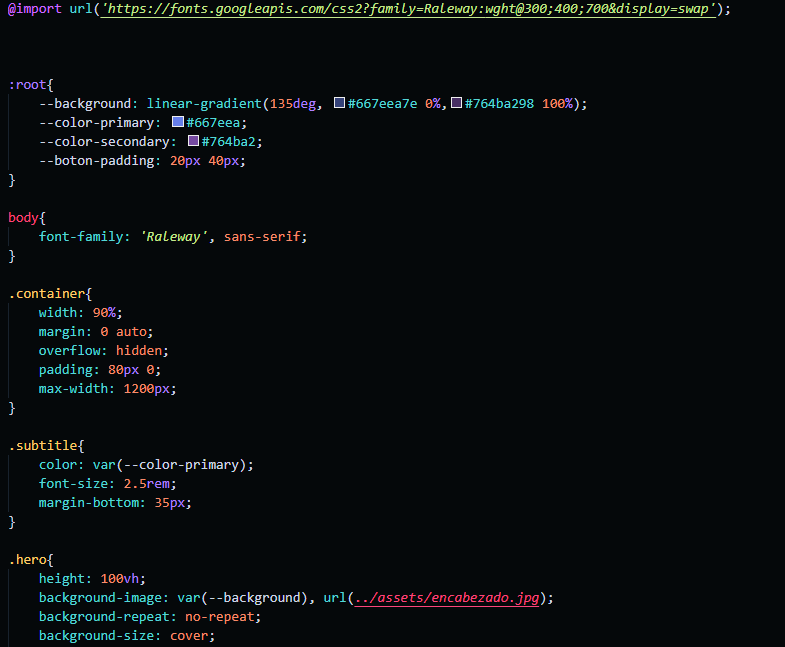 @import url('https://fonts.googleapis.com/css2?family=Raleway:wght@300;400;700&display=swap');
:root{
--background: linear-gradient(135deg, #667eea7e 0%, #764ba298 100%);
--color-primary: #667eea;
--color-secondary: #764ba2;
--boton-padding: 20px 40px;
}
body{
font-family: 'Raleway', sans-serif;
}
.container{
width: 90%;
margin: 0 auto;
overflow: hidden;
padding: 80px 0;
max-width: 1200px;
}
.subtitle{
color: var(--color-primary);
font-size: 2.5rem;
margin-bottom: 35px;
}
.hero{
height: 100vh;
background-image: var(--background), url(../assets/encabezado.jpg);
background-repeat: no-repeat;
background-size: cover;